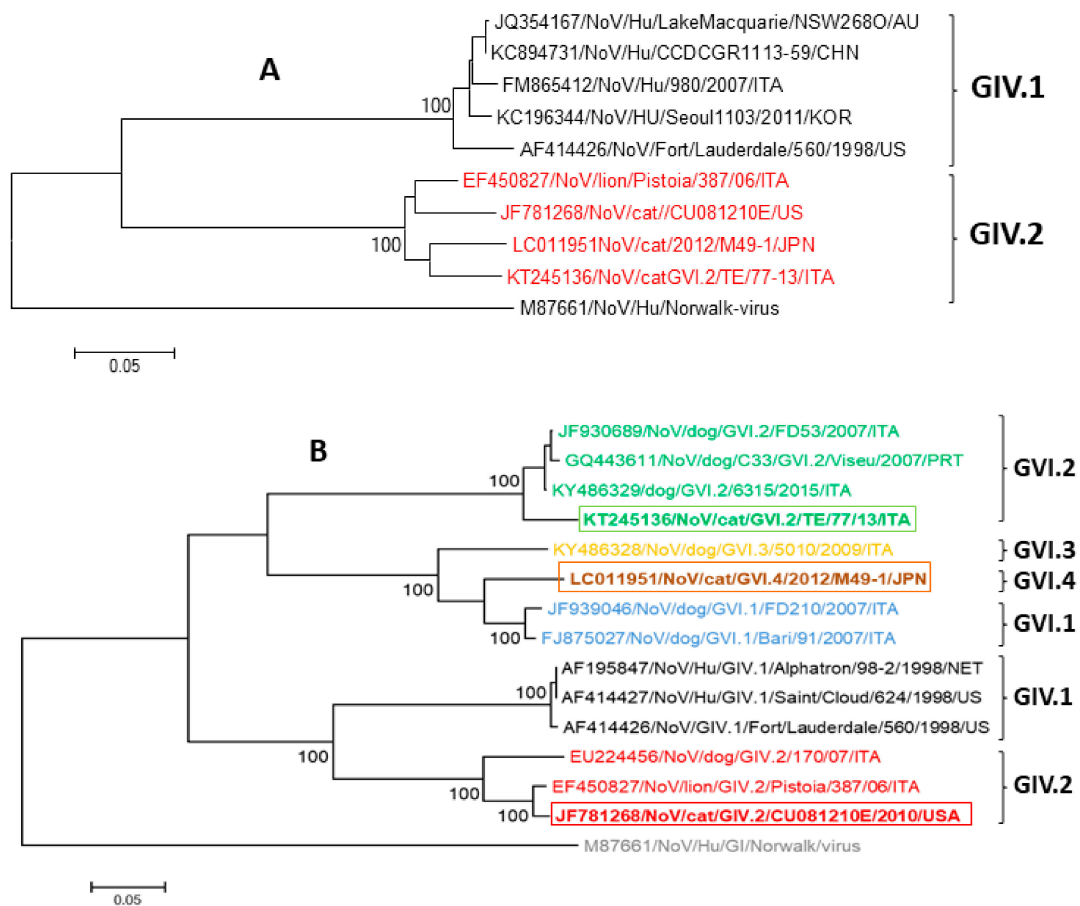 A
JQ354167/NoV/Hu/LakeMacquarie/NSW268O/AU
KC894731/NoV/Hu/CCDCGR1113-59/CHN
FM865412/NoV/Hu/980/2007/ITA
KC196344/NoV/HU/Seoul1103/2011/KOR
AF414426/NoV/Fort/Lauderdale/560/1998/US
100
GIV.1
EF450827/NoV/lion/Pistoia/387/06/ITA
JF781268/NoV/cat//CU081210E/US
LC011951NoV/cat/2012/M49-1/JPN
KT245136/NoV/catGVI.2/TE/77-13/ITA
100
GIV.2
M87661/NoV/Hu/Norwalk-virus
0.05
B
JF930689/NoV/dog/GVI.2/FD53/2007/ITA
GQ443611/NoV/dog/C33/GVI.2/Viseu/2007/PRT
KY486329/dog/GVI.2/6315/2015/ITA
KT245136/NoV/cat/GVI.2/TE/77/13/ITA
100
GVI.2
KY486328/NoV/dog/GVI.3/5010/2009/ITA
GVI.3
LC011951/NoV/cat/GVI.4/2012/M49-1/JPN
GVI.4
100
JF939046/NoV/dog/GVI.1/FD210/2007/ITA
FJ875027/NoV/dog/GVI.1/Bari/91/2007/ITA
100
GVI.1
AF195847/NoV/Hu/GIV.1/Alphatron/98-2/1998/NET
AF414427/NoV/Hu/GIV.1/Saint/Cloud/624/1998/US
AF414426/NoV/GIV.1/Fort/Lauderdale/560/1998/US
100
GIV.1
100
EU224456/NoV/dog/GIV.2/170/07/ITA
EF450827/NoV/lion/GIV.2/Pistoia/387/06/ITA
JF781268/NoV/cat/GIV.2/CU081210E/2010/USA
100
100
GIV.2
M87661/NoV/Hu/GI/Norwalk/virus
0.05